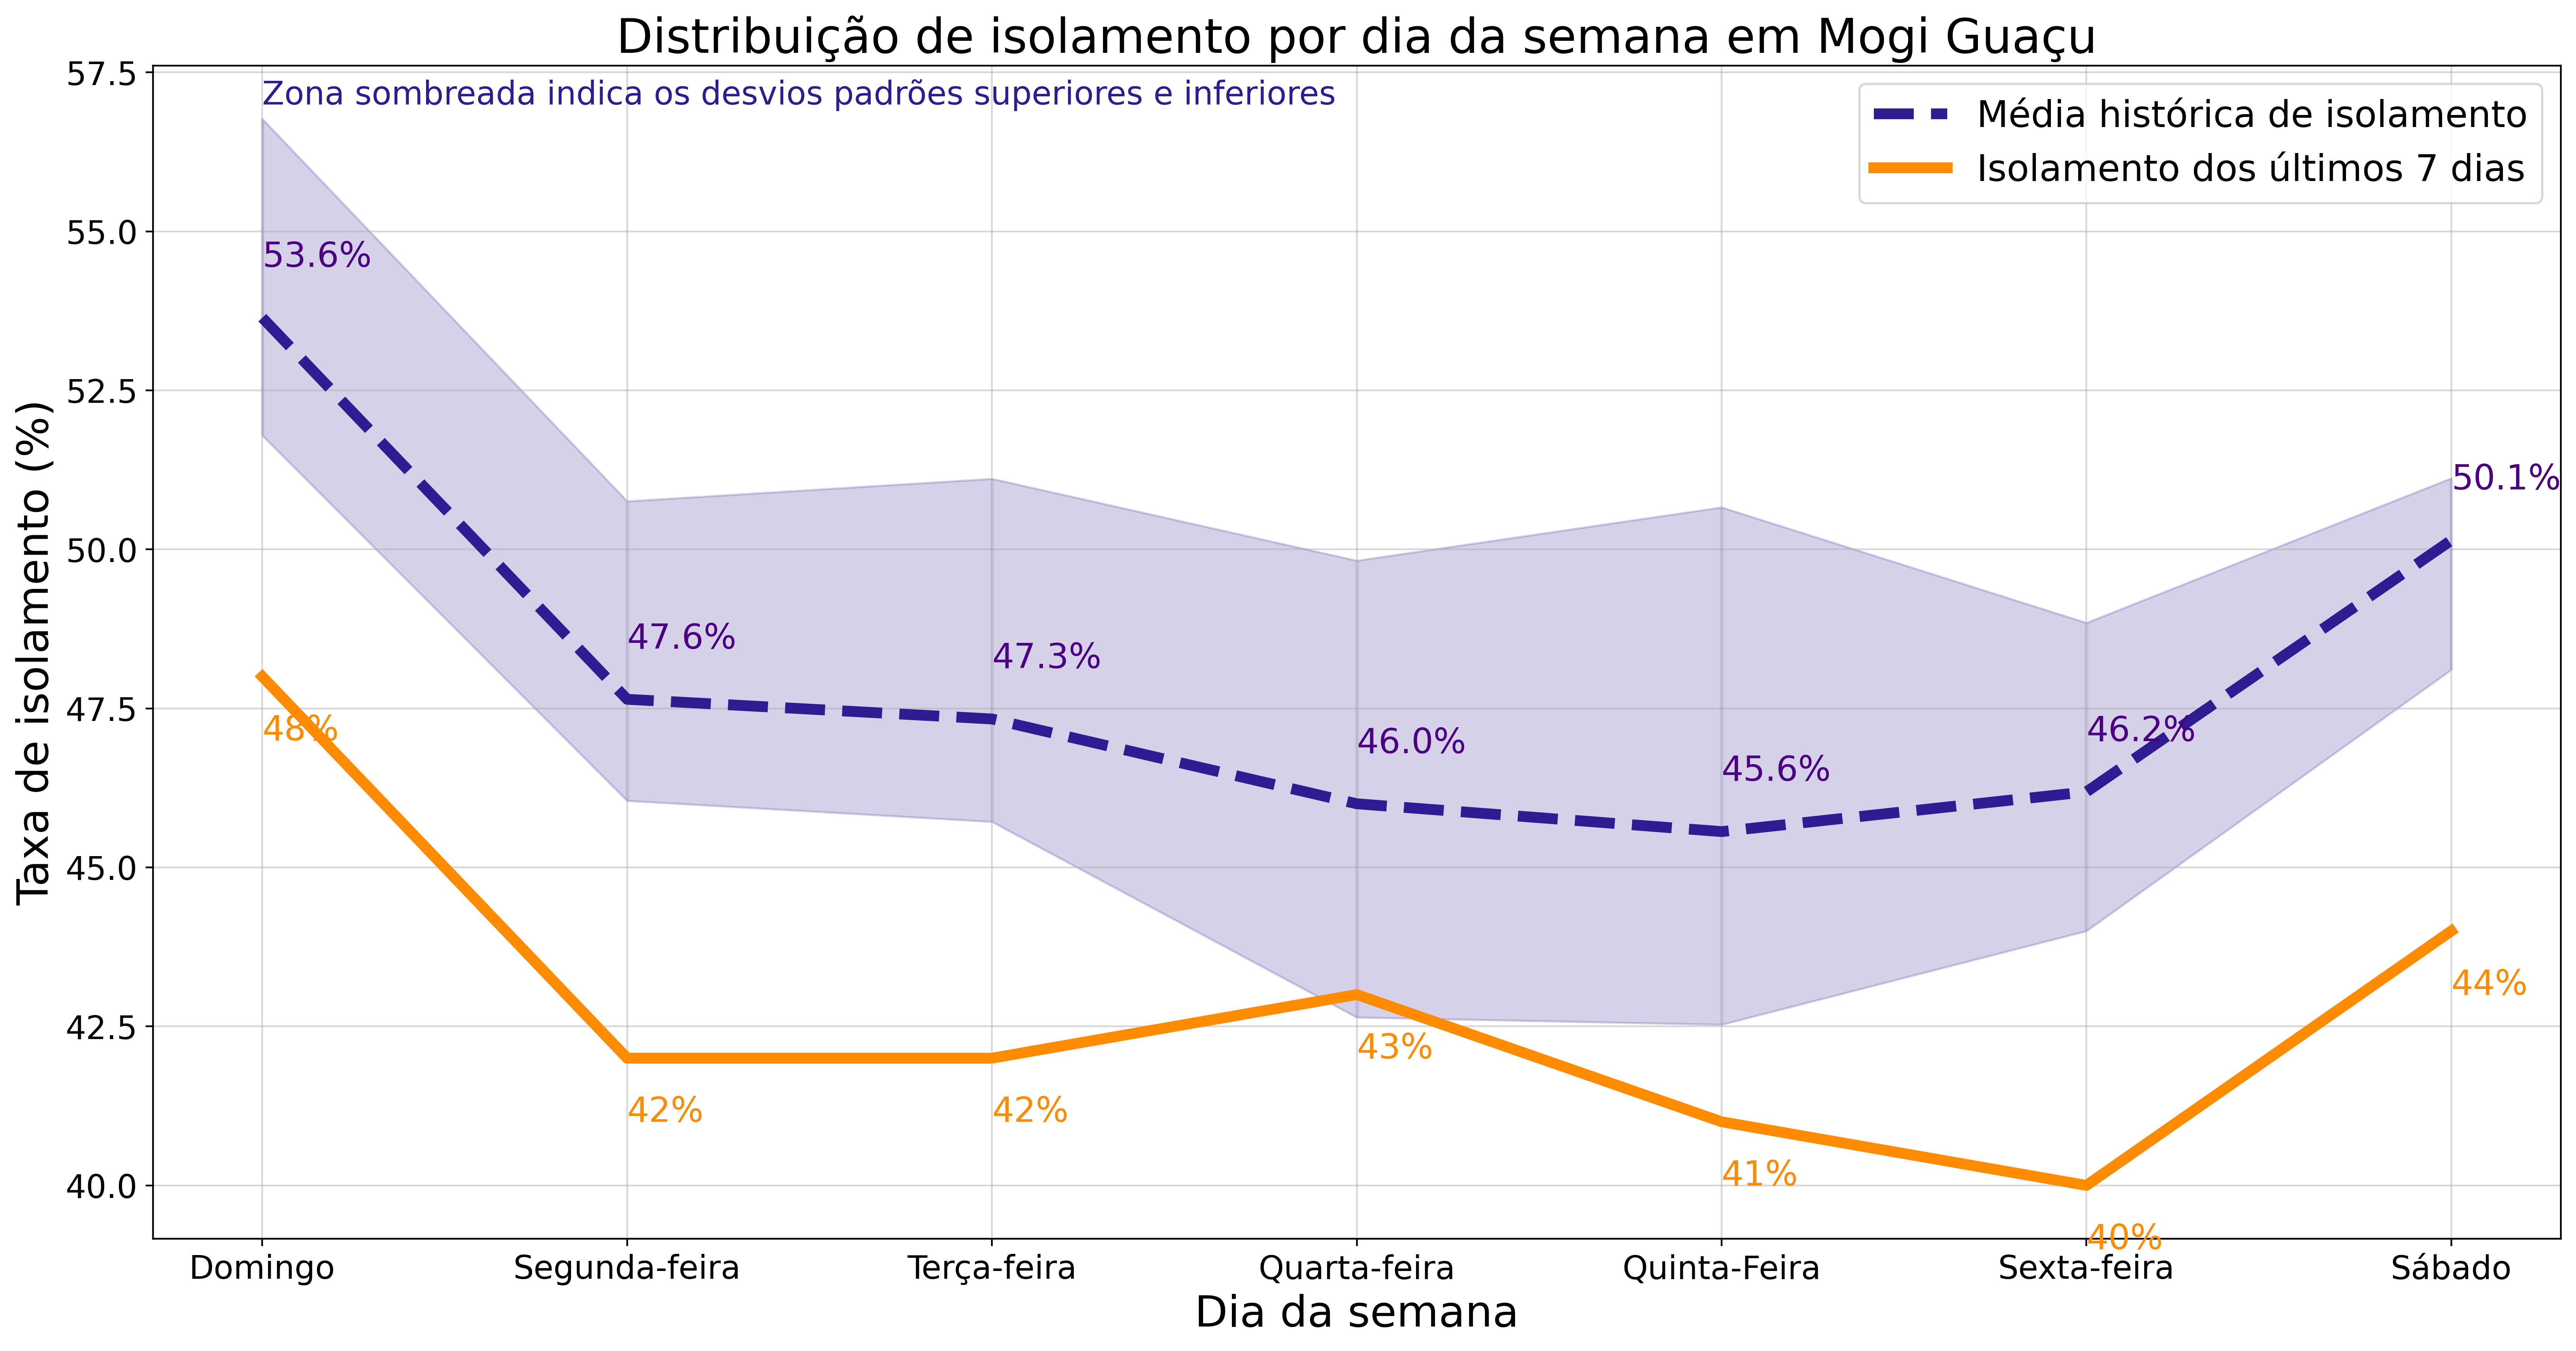 Distribuição de isolamento por dia da semana em Mogi Guaçu
Zona sombreada indica os desvios padrões superiores e inferiores
Média histórica de isolamento
Isolamento dos últimos 7 dias
Taxa de isolamento (%)
57.5
55.0
52.5
50.0
47.5
45.0
42.5
40.0
53.6%
47.6%
47.3%
46.0%
45.6%
46.2%
50.1%
48%
42%
42%
43%
41%
40%
44%
Domingo
Segunda-feira
Terça-feira
Quarta-feira
Quinta-Feira
Sexta-feira
Sábado
Dia da semana